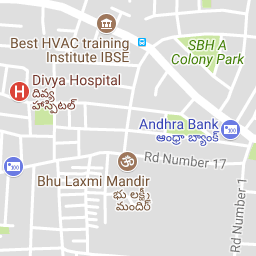 Best HVAC training
Institute IBSE
SBH A
Colony Park
Divya Hospital
దివ్య
హాస్పిటల్
Andhra Bank
ఆంధ్రా బ్యాంక్
Rd Number 17
Bhu Laxmi Mandir
భు లక్ష్మి
మందిర్
Rd Number 1